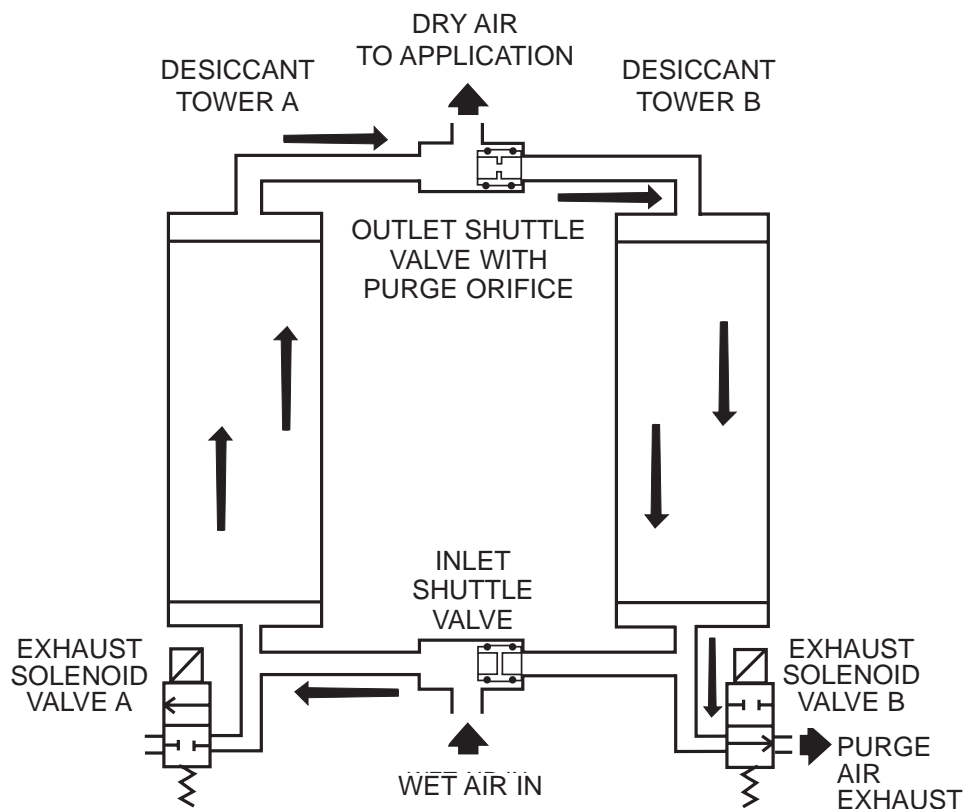 DRY AIR
TO APPLICATION
DESICCANT
TOWER A
DESICCANT
TOWER B
OUTLET SHUTTLE
VALVE WITH
PURGE ORIFICE
INLET
SHUTTLE
VALVE
EXHAUST
SOLENOID
VALVE A
EXHAUST
SOLENOID
VALVE B
WET AIR IN
PURGE
AIR
EXHAUST